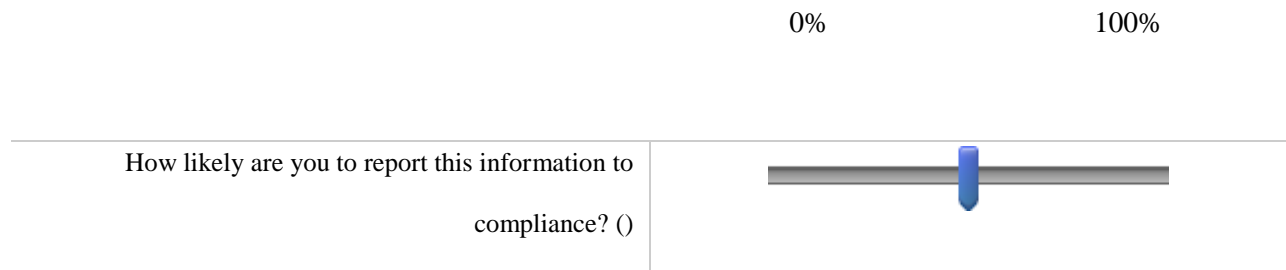 0% 100%
How likely are you to report this information to
compliance? ()